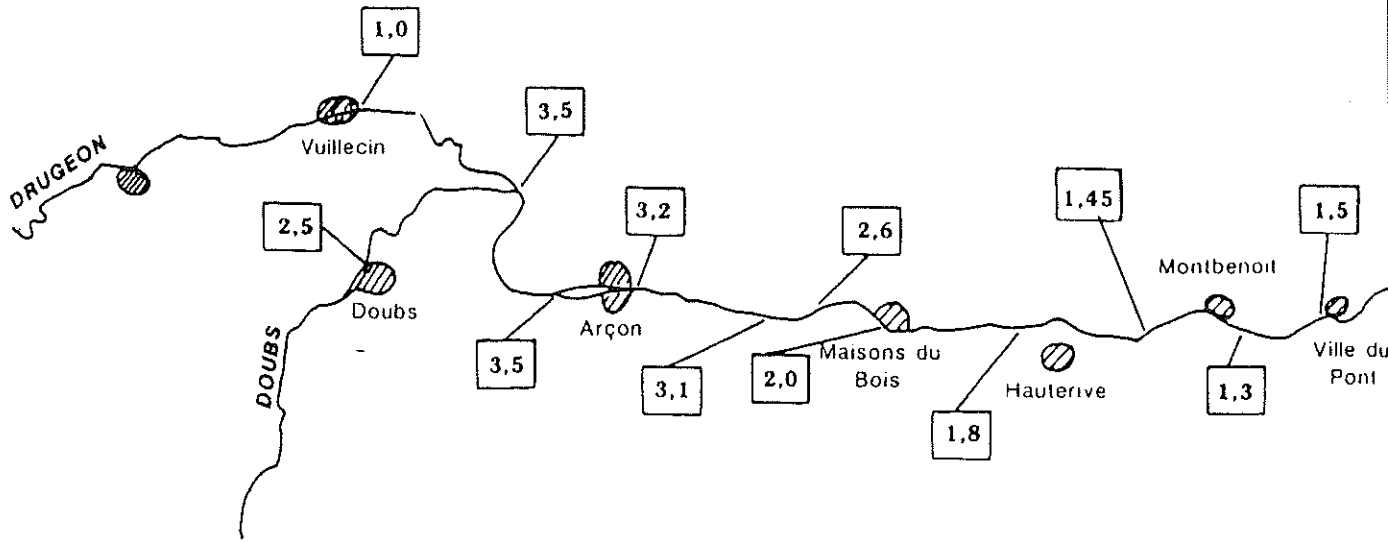 1,0
3,5
Vuillecin
DRUGEON
3,2
1,45
1,5
2,5
2,6
Montbenoit
Doubs
Arçon
DOUBS
3,5
3,1
2,0
Maisons du
Bois
Hauterive
1,8
1,3
Ville du
Pont